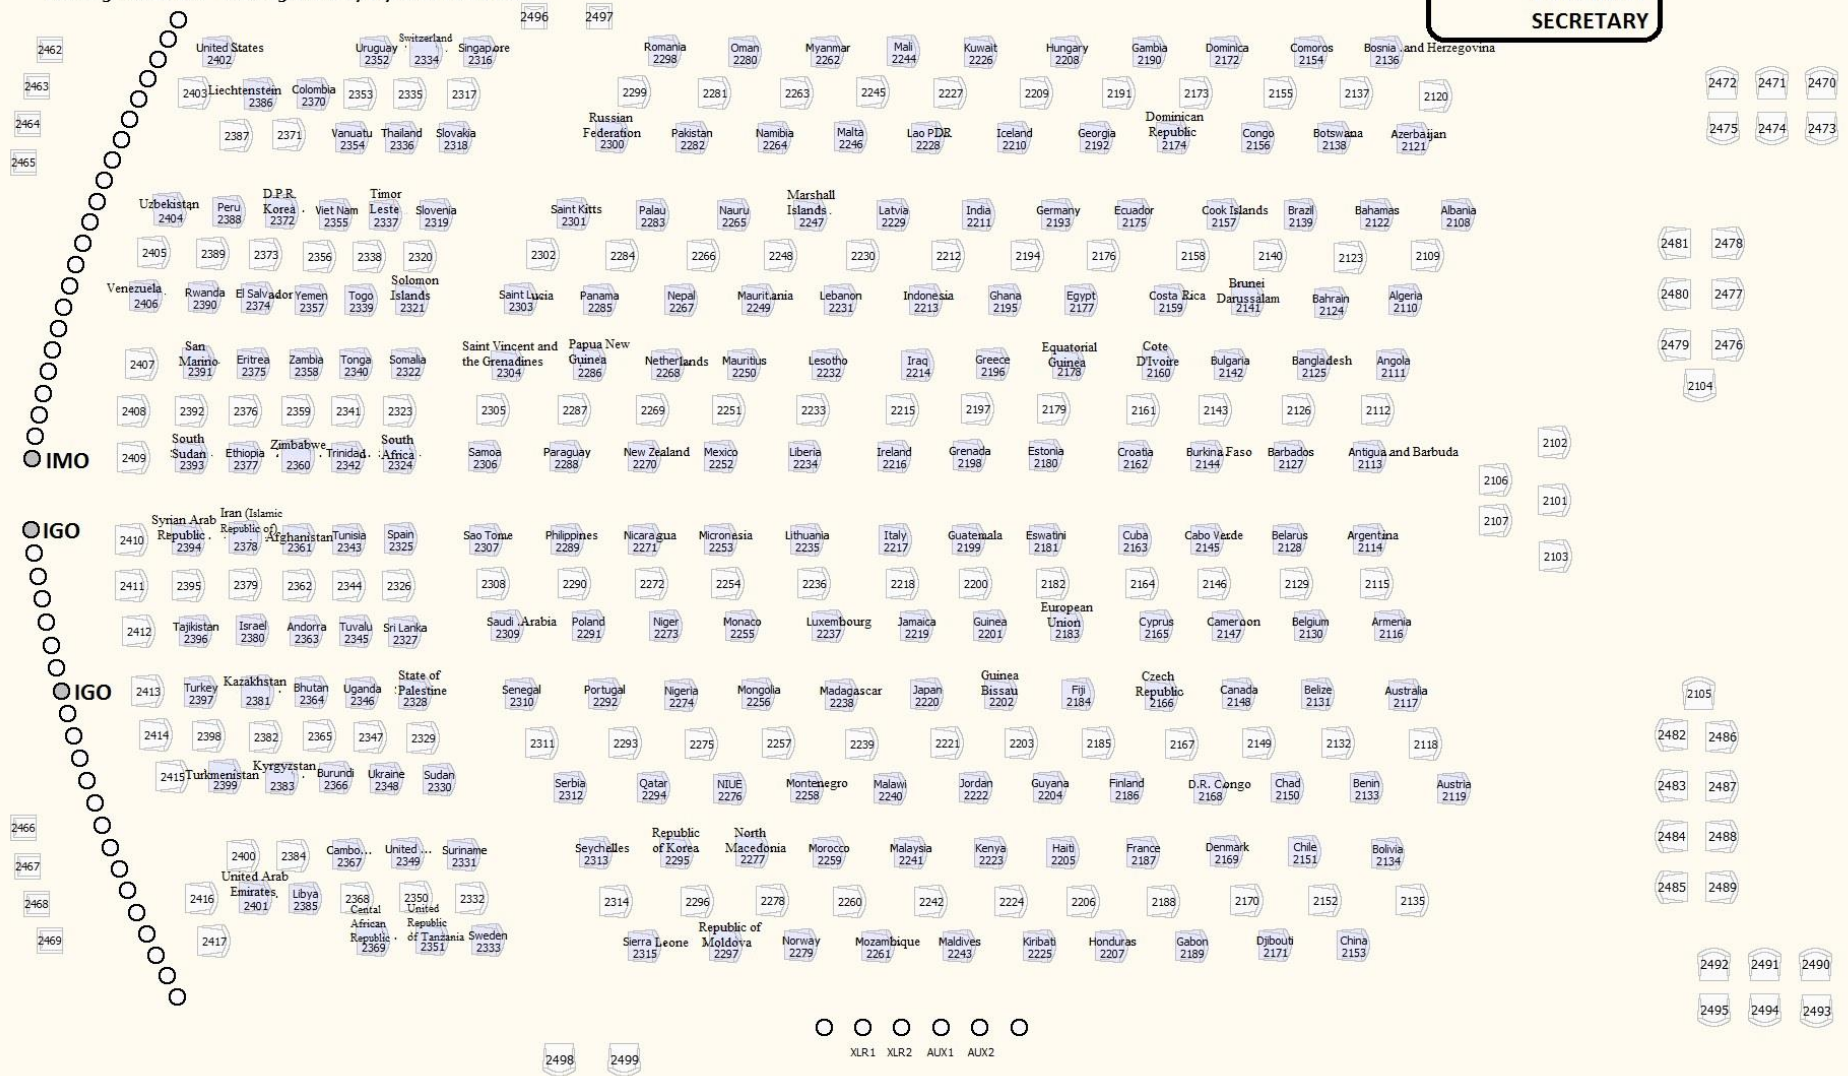 2496 2497
SECRETARY
2462
United States Uruguay Switzerland Singapore Romania Oman Myanmar Mali Kuwait Hungary Gambia Dominica Comoros Bosnia and Herzegovina
2402 2352 2334 2316 2298 2280 2262 2244 2226 2208 2190 2172 2154 2136
2463 2472 2471 2470
Liechtenstein Colombia
2403 2386 2370 2353 2335 2317 2299 2281 2263 2245 2227 2209 2191 2173 2155 2137 2120
2464 2475 2474 2473
Russian Dominican
Vanuatu Thailand Slovakia Federation Pakistan Namibia Malta Lao PDR Iceland Georgia Republic Congo Botswana Azerbaijan
2387 2371 2354 2336 2318 2300 2282 2264 2246 2228 2210 2192 2174 2156 2138 2121
2465
D.P.R. Timor Marshall
Uzbekistan Peru Korea Viet Nam Leste Slovenia Saint Kitts Palau Nauru Islands Latvia India Germany Ecuador Cook Islands Brazil Bahamas Albania
2404 2388 2372 2355 2337 2319 2301 2283 2265 2247 2229 2211 2193 2175 2157 2139 2122 2108
2481 2478
2405 2389 2373 2356 2338 2320 2302 2284 2266 2248 2230 2212 2194 2176 2158 2140 2123 2109
Solomon Brunei
Venezuela Rwanda El Salvador Yemen Togo Islands Saint Lucia Panama Nepal Mauritania Lebanon Indonesia Ghana Egypt Costa Rica Darussalam Bahrain Algeria
2406 2390 2374 2357 2339 2321 2303 2285 2267 2249 2231 2213 2195 2177 2159 2141 2124 2110
2480 2477
2479 2476
San Saint Vincent and Papua New Equatorial Cote
Marino Eritrea Zambia Tonga Somalia the Grenadines Guinea Netherlands Mauritius Lesotho Iraq Greece Guinea D'Ivoire Bulgaria Bangladesh Angola
2407 2391 2375 2358 2340 2322 2304 2286 2268 2250 2232 2214 2196 2178 2160 2142 2125 2111
2104
2408 2392 2376 2359 2341 2323 2305 2287 2269 2251 2233 2215 2197 2179 2161 2143 2126 2112
2102
South South
Sudan Ethiopia Zimbabwe Trinidad Africa Samoa Paraguay New Zealand Mexico Liberia Ireland Grenada Estonia Croatia Burkina Faso Barbados Antigua and Barbuda
IMO 2409 2393 2377 2360 2342 2324 2306 2288 2270 2252 2234 2216 2198 2180 2162 2144 2127 2113
2106
2101
2107
IGO
Syrian Arab Iran (Islamic
Republic Republic of) Afghanistan Tunisia Spain Sao Tome Philippines Nicaragua Micronesia Lithuania Italy Guatemala Eswatini Cuba Cabo Verde Belarus Argentina
2410 2394 2378 2361 2343 2325 2307 2289 2271 2253 2235 2217 2199 2181 2163 2145 2128 2114
2103
2411 2395 2379 2362 2344 2326 2308 2290 2272 2254 2236 2218 2200 2182 2164 2146 2129 2115
European
Tajikistan Israel Andorra Tuvalu Sri Lanka Saudi Arabia Poland Niger Monaco Luxembourg Jamaica Guinea Union Cyprus Cameroon Belgium Armenia
2412 2396 2380 2363 2345 2327 2309 2291 2273 2255 2237 2219 2201 2183 2165 2147 2130 2116
State of Guinea Czech
Turkey Kazakhstan Bhutan Uganda Palestine Senegal Portugal Nigeria Mongolia Madagascar Japan Bissau Fiji Republic Canada Belize Australia
IGO 2413 2397 2381 2364 2346 2328 2310 2292 2274 2256 2238 2220 2202 2184 2166 2148 2131 2117
2105
2414 2398 2382 2365 2347 2329 2311 2293 2275 2257 2239 2221 2203 2185 2167 2149 2132 2118
2482 2486
Turkmenistan Kyrgyzstan Burundi Ukraine Sudan Serbia Qatar NIUE Montenegro Malawi Jordan Guyana Finland D.R. Congo Chad Benin Austria
2415 2399 2383 2366 2348 2330 2312 2294 2276 2258 2240 2222 2204 2186 2168 2150 2133 2119
2483 2487
2466
2484 2488
Republic North
Cambo... United ... Suriname Seychelles of Korea Macedonia Morocco Malaysia Kenya Haiti France Denmark Chile Bolivia
2400 2384 2367 2349 2331 2313 2295 2277 2259 2241 2223 2205 2187 2169 2151 2134
2467
2485 2489
United Arab
Emirates Libya
2416 2401 2385 2368 2350 2332 2314 2296 2278 2260 2242 2224 2206 2188 2170 2152 2135
2468
Cental United
African Republic Republic of
Republic of Tanzania Sweden Sierra Leone Moldova Norway Mozambique Maldives Kiribati Honduras Gabon Djibouti China
2417 2369 2351 2333 2315 2297 2279 2261 2243 2225 2207 2189 2171 2153
2469
2492 2491 2490
2495 2494 2493
XLR1 XLR2 AUX1 AUX2
2498 2499